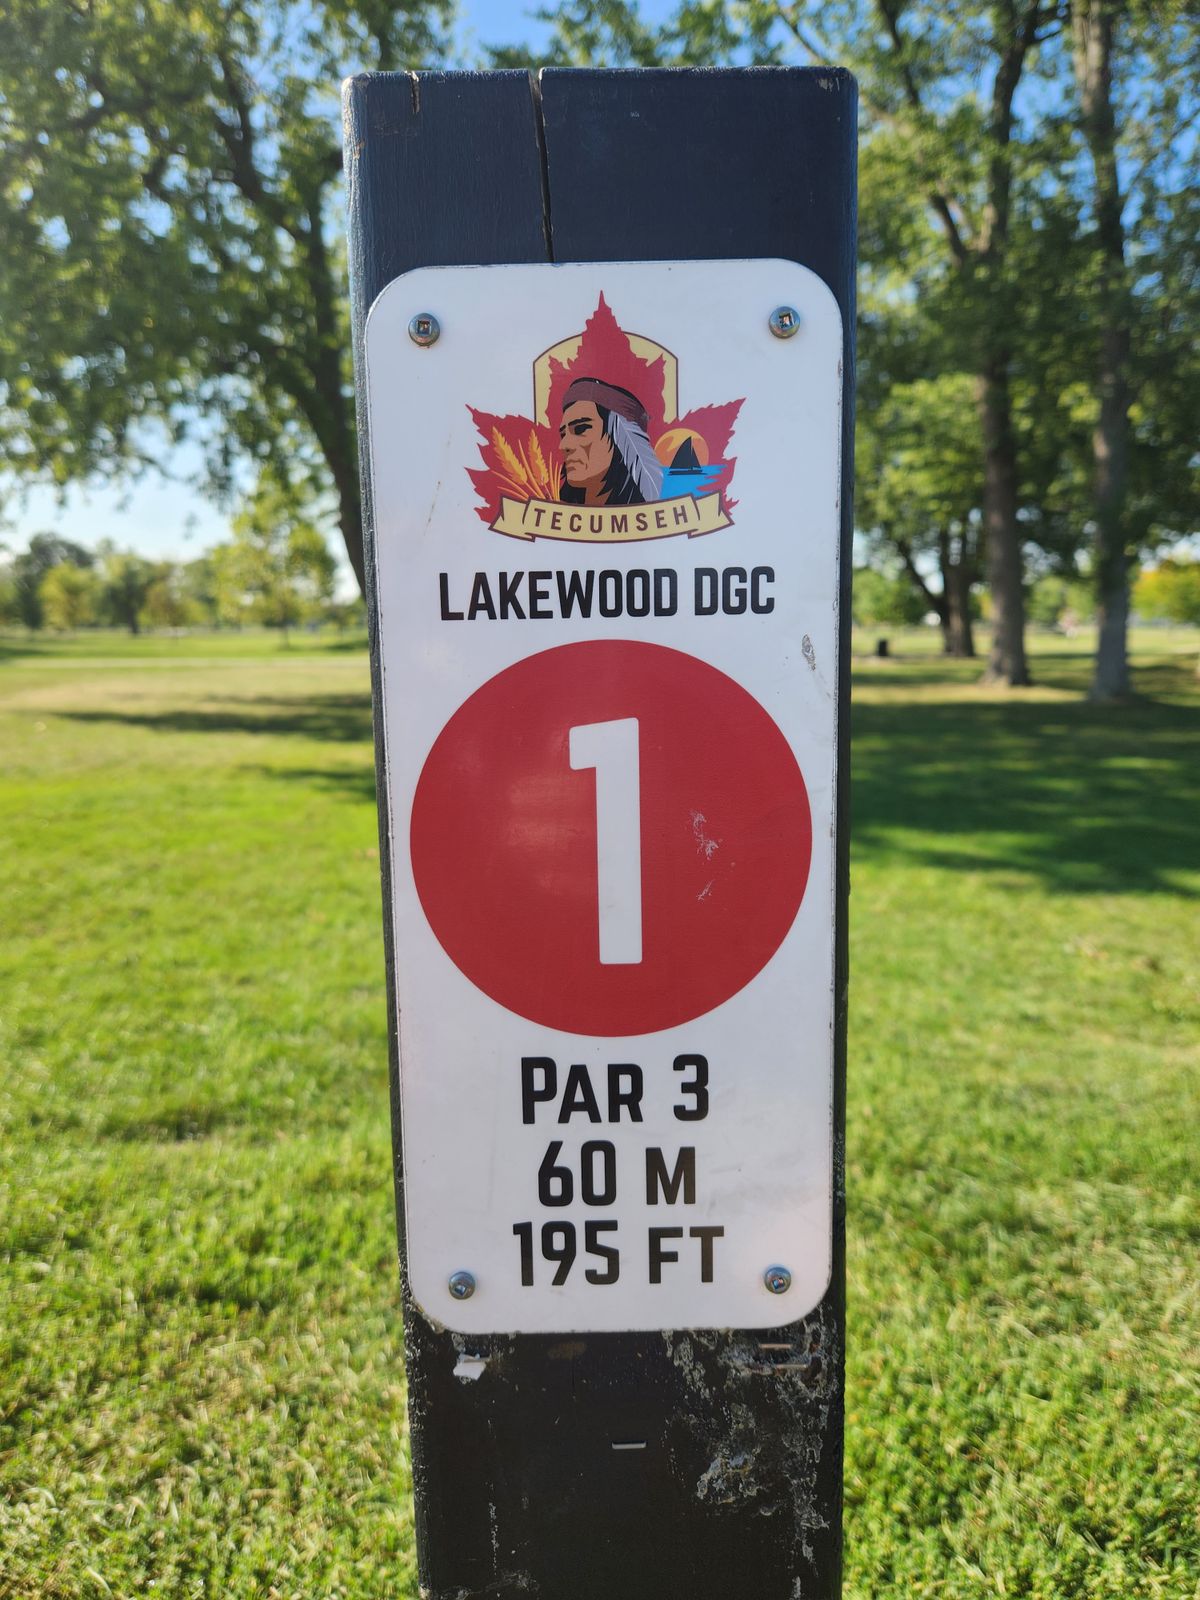 TECUMSEH
LAKEWOOD DGC
1
PAR 3
60 M
195 FT